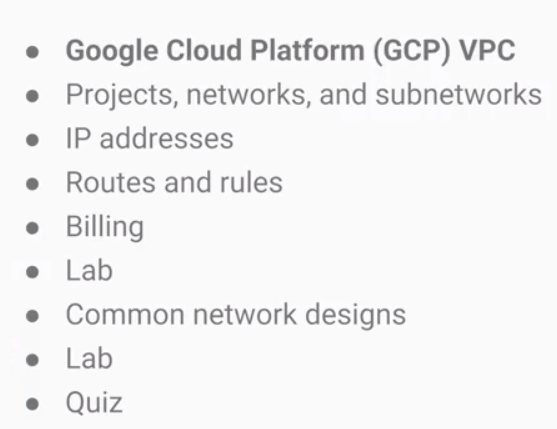 ● Google Cloud Platform (GCP) VPC
● Projects, networks, and subnetworks
● IP addresses
● Routes and rules
● Billing
● Lab
● Common network designs
● Lab
● Quiz